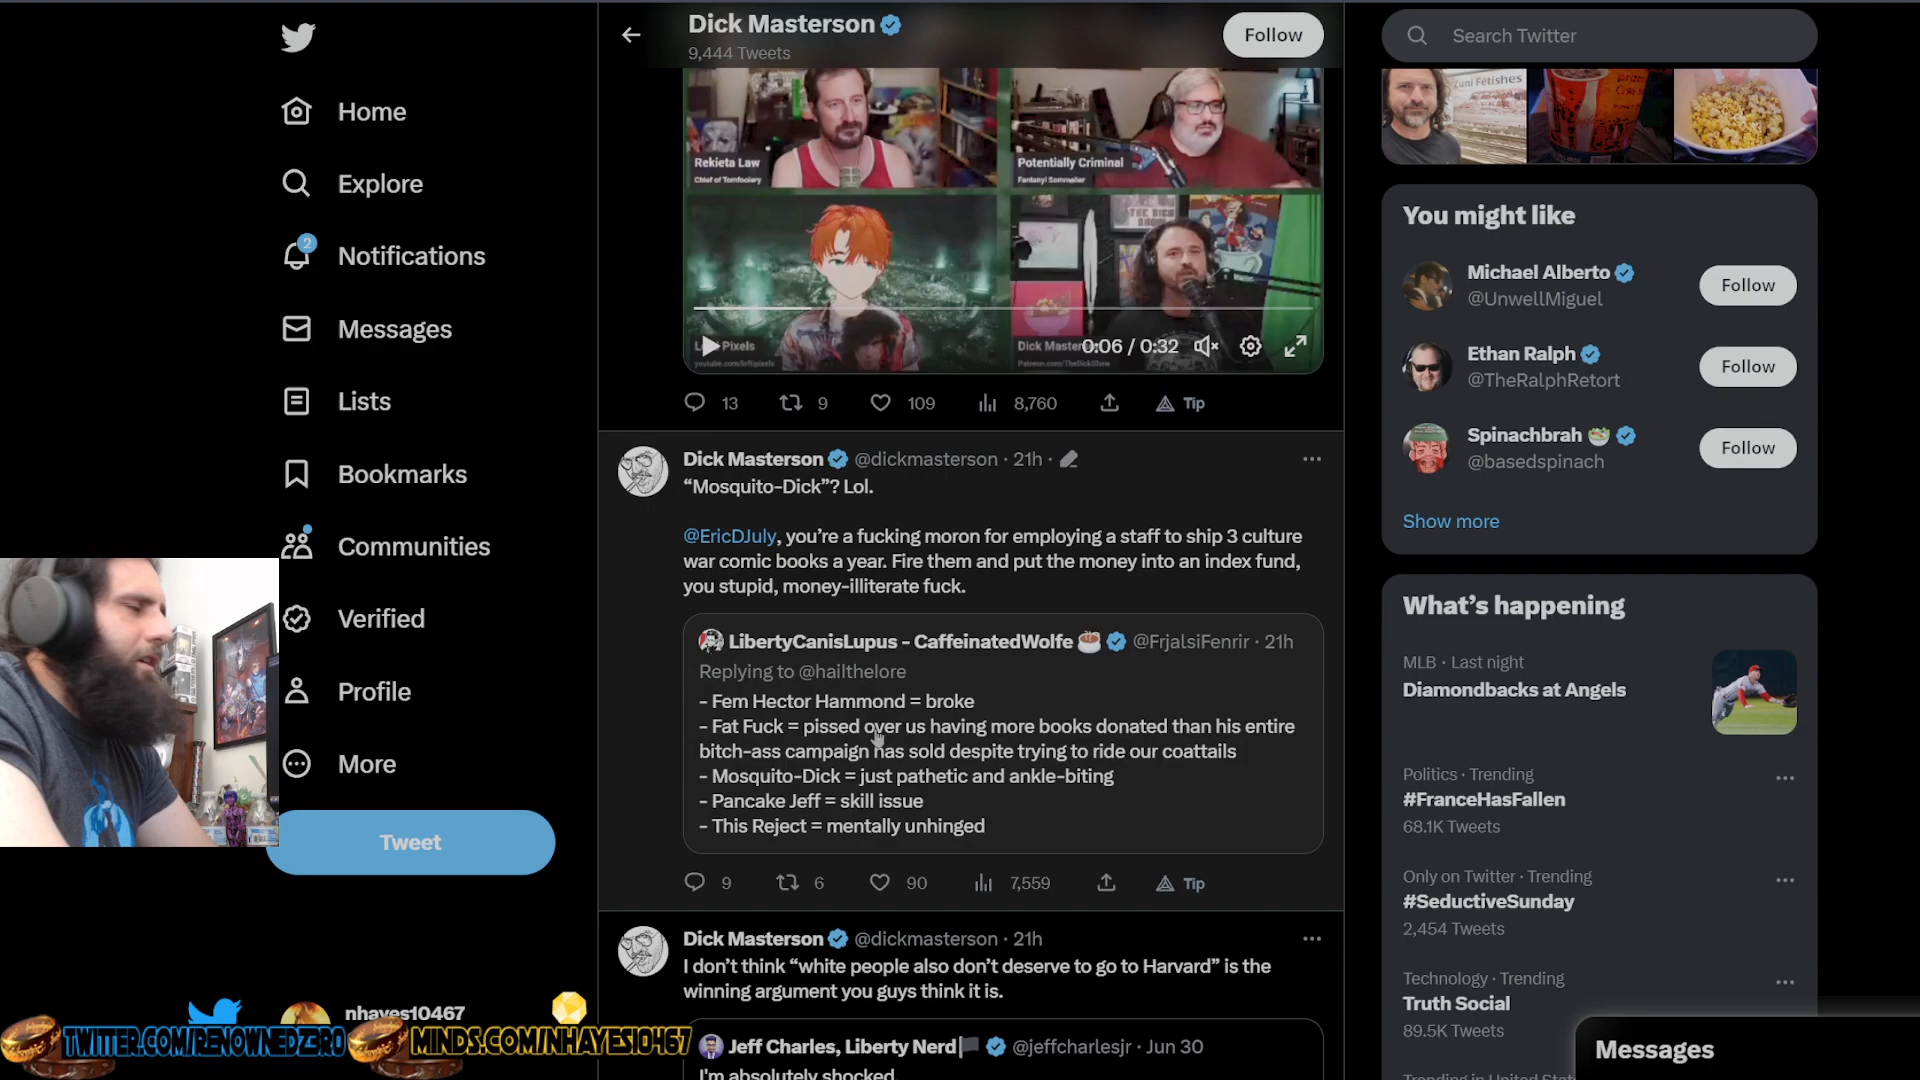 Dick Masterson
9,444 Tweets
Follow
Search Twitter
Home
Explore
2
Notifications
Messages
Lists
Bookmarks
Communities
Verified
Profile
More
Tweet
nhayes10467
TWITTER.COM/RENOWNEDZ3R0
MINDS.COM/NHAYES10467
Rekieta Law
Chief of Tomfoolery
Potentially Criminal
Fentanyl Sommelier
THE DICK
Pixels
youtube.com/loftipixels
Dick Masterson
Patreon.com/TheDickShow
0:06 / 0:32
13 9 109 8,760 Tip
Dick Masterson @dickmasterson · 21h ·
“Mosquito-Dick”? Lol.
@EricDJuly, you’re a fucking moron for employing a staff to ship 3 culture
war comic books a year. Fire them and put the money into an index fund,
you stupid, money-illiterate fuck.
LibertyCanisLupus - CaffeinatedWolfe @FrjalsiFenrir · 21h
Replying to @hailthelore
- Fem Hector Hammond = broke
- Fat Fuck = pissed over us having more books donated than his entire
bitch-ass campaign has sold despite trying to ride our coattails
- Mosquito-Dick = just pathetic and ankle-biting
- Pancake Jeff = skill issue
- This Reject = mentally unhinged
9 6 90 7,559 Tip
Dick Masterson @dickmasterson · 21h
I don’t think “white people also don’t deserve to go to Harvard” is the
winning argument you guys think it is.
Jeff Charles, Liberty Nerd @jeffcharlesjr · Jun 30
I'm absolutely shocked.
Zuni Fetishes
You might like
Michael Alberto
@UnwellMiguel
Follow
Ethan Ralph
@TheRalphRetort
Follow
Spinachbrah
@basedspinach
Follow
Show more
What’s happening
MLB · Last night
Diamondbacks at Angels
Politics · Trending
#FranceHasFallen
68.1K Tweets
Only on Twitter · Trending
#SeductiveSunday
2,454 Tweets
Technology · Trending
Truth Social
89.5K Tweets
Trending in United States
Messages